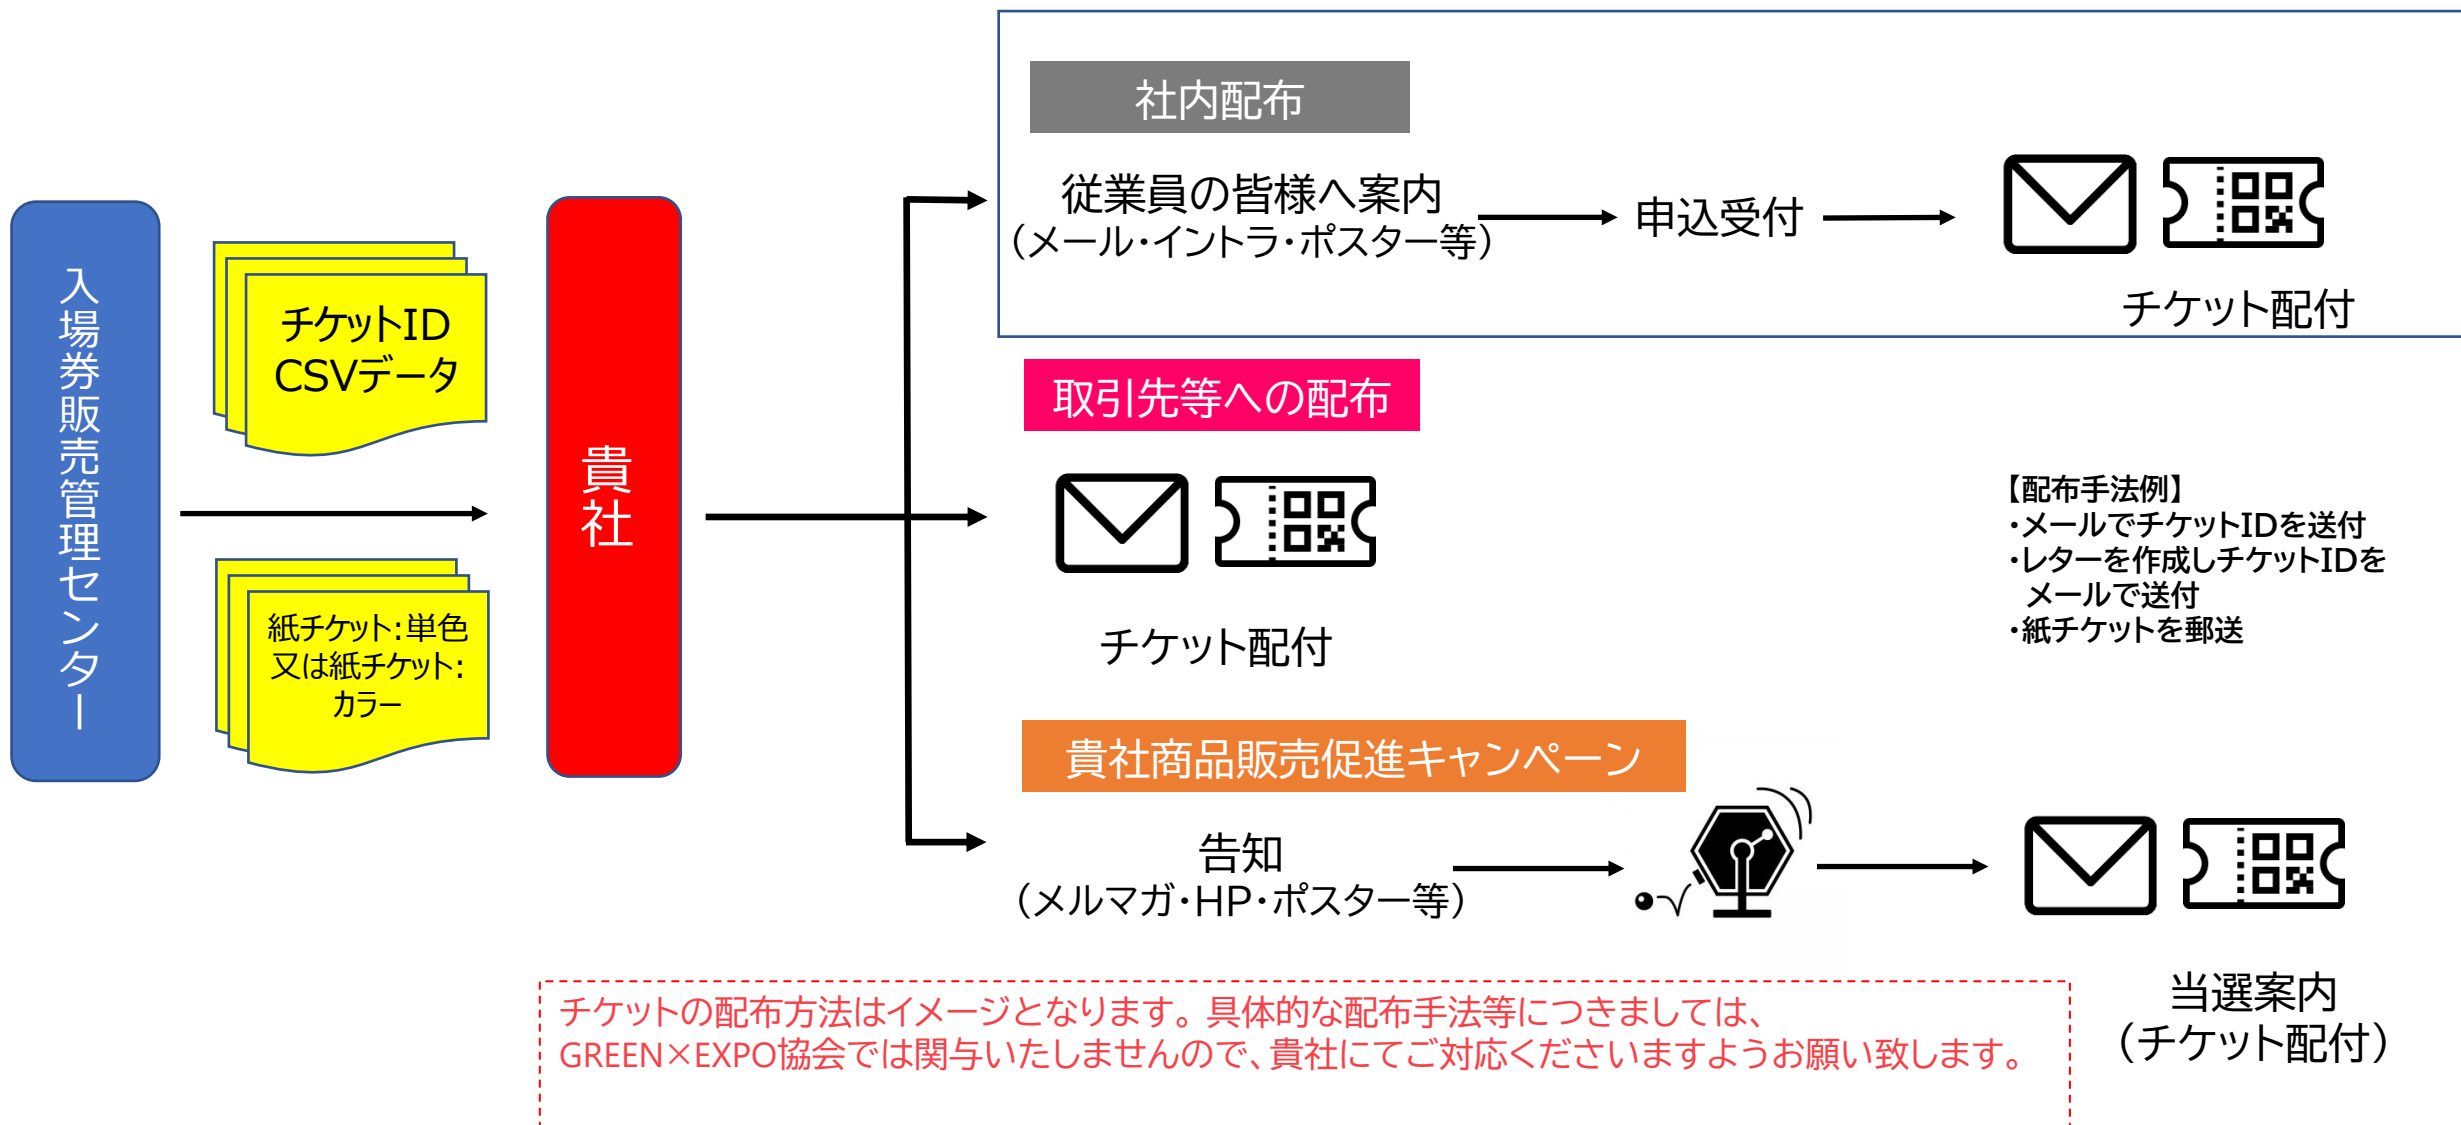 入場券販売管理センター
チケットID
CSVデータ
紙チケット:単色
又は紙チケット:
カラー
貴社
社内配布
従業員の皆様へ案内
（メール・イントラ・ポスター等）
申込受付
チケット配付
取引先等への配布
チケット配付
【配布手法例】
・メールでチケットIDを送付
・レターを作成しチケットIDを
メールで送付
・紙チケットを郵送
貴社商品販売促進キャンペーン
告知
（メルマガ・HP・ポスター等）
当選案内
（チケット配付）
チケットの配布方法はイメージとなります。具体的な配布手法等につきましては、
GREEN×EXPO協会では関与いたしませんので、貴社にてご対応くださいますようお願い致します。